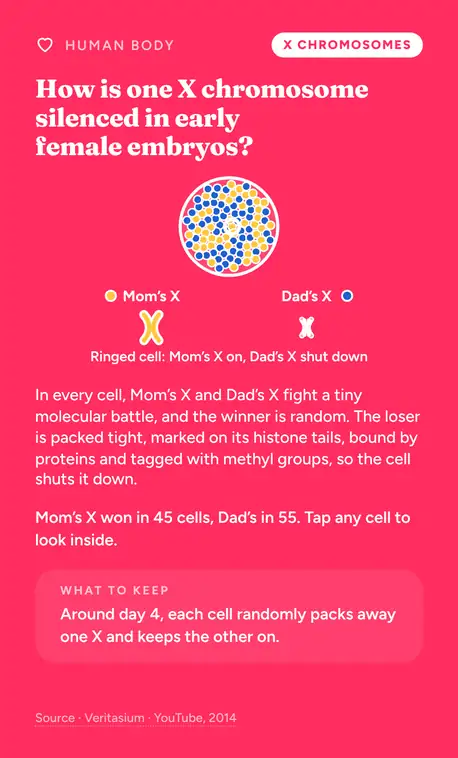 HUMAN BODY
X CHROMOSOMES
How is one X chromosome
silenced in early
female embryos?
Mom’s X
Dad’s X
Ringed cell: Mom’s X on, Dad’s X shut down
In every cell, Mom’s X and Dad’s X fight a tiny
molecular battle, and the winner is random. The loser
is packed tight, marked on its histone tails, bound by
proteins and tagged with methyl groups, so the cell
shuts it down.
Mom’s X won in 45 cells, Dad’s in 55. Tap any cell to
look inside.
WHAT TO KEEP
Around day 4, each cell randomly packs away
one X and keeps the other on.
Source · Veritasium · YouTube, 2014